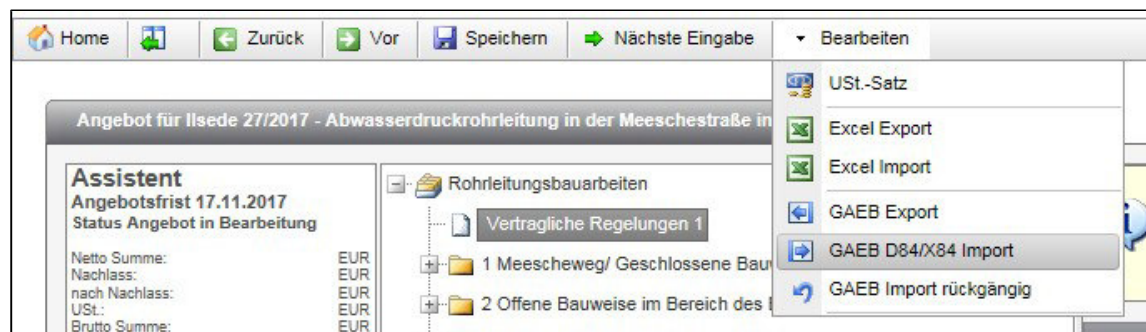 Home
Zurück
Vor
Speichern
Nächste Eingabe
Bearbeiten
USt.-Satz
Excel Export
Excel Import
GAEB Export
GAEB D84/X84 Import
GAEB Import rückgängig
Angebot für Ilsede 27/2017 - Abwasserdruckrohrleitung in der Meeschestraße in
Assistent
Angebotsfrist 17.11.2017
Status Angebot in Bearbeitung
Netto Summe: EUR
Nachlass: EUR
nach Nachlass: EUR
USt.: EUR
Brutto Summe: EUR
Rohrleitungsbauarbeiten
Vertragliche Regelungen 1
1 Meescheweg/ Geschlossene
2 Offene Bauweise im Bereich des